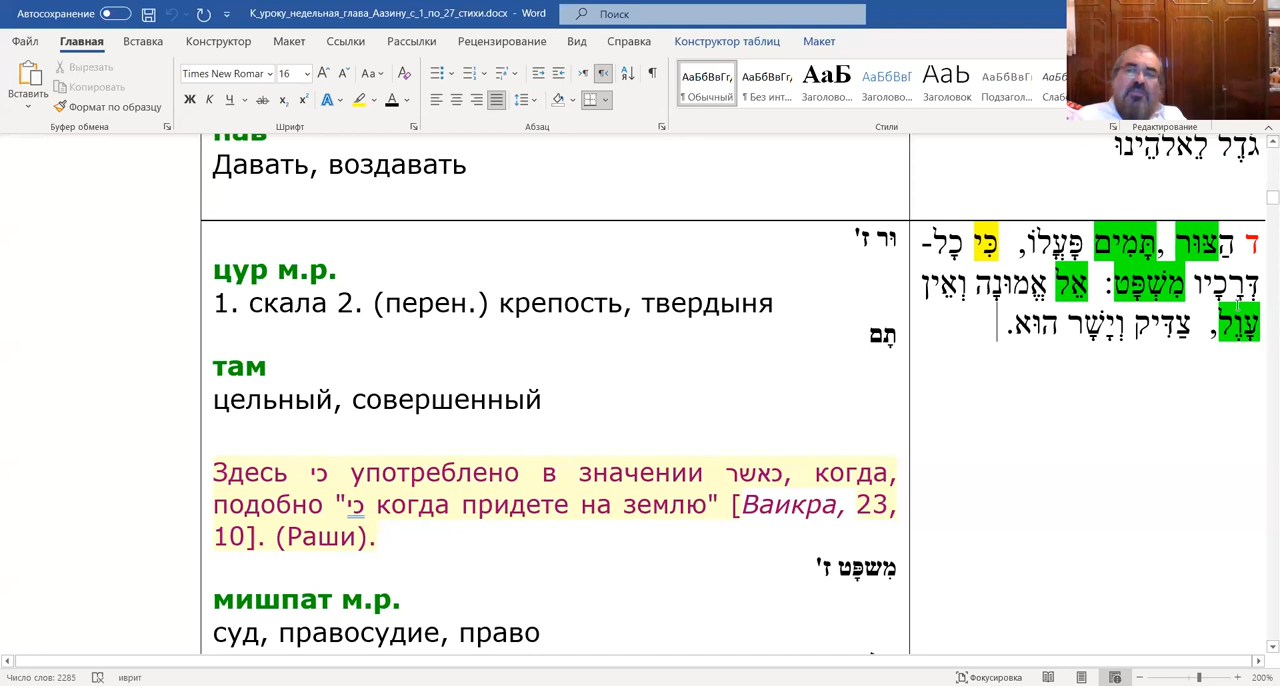 Автосохранение
К_уроку_недельная_глава_Аазину_с_1_по_27_стихи.docx - Word
Поиск
Файл Главная Вставка Конструктор Макет Ссылки Рассылки Рецензирование Вид Справка Конструктор таблиц Макет
Вставить
Вырезать
Копировать
Формат по образцу
Буфер обмена
Times New Romar 16
Ж К Ч
Шрифт
Абзац
АаБбВвГг,
¶ Обычный
АаБбВвГг,
¶ Без инт...
АаБ
Заголово...
АаБбВвГ
Заголово...
АаЬ
Заголовок
АаБбВвГ
Подзагол...
Стили
Редактирование
Давать, воздавать
גֹדֶל לֵאלֹהֵינוּ
ד הַצּוּר, תָּמִים פָּעֳלוֹ, כִּי כָל-
דְּרָכָיו מִשְׁפָּט: אֵל אֱמוּנָה וְאֵין
עָוֶל, צַדִּיק וְיָשָׁר הוּא.
וּר ז'
цур м.р.
1. скала 2. (перен.) крепость, твердыня
תָם
там
цельный, совершенный
Здесь כי употреблено в значении כאשר, когда,
подобно "כי когда придете на землю" [Ваикра, 23,
10]. (Раши).
מִשפָּט ז'
мишпат м.р.
суд, правосудие, право
Число слов: 2285 иврит
Фокусировка
200%